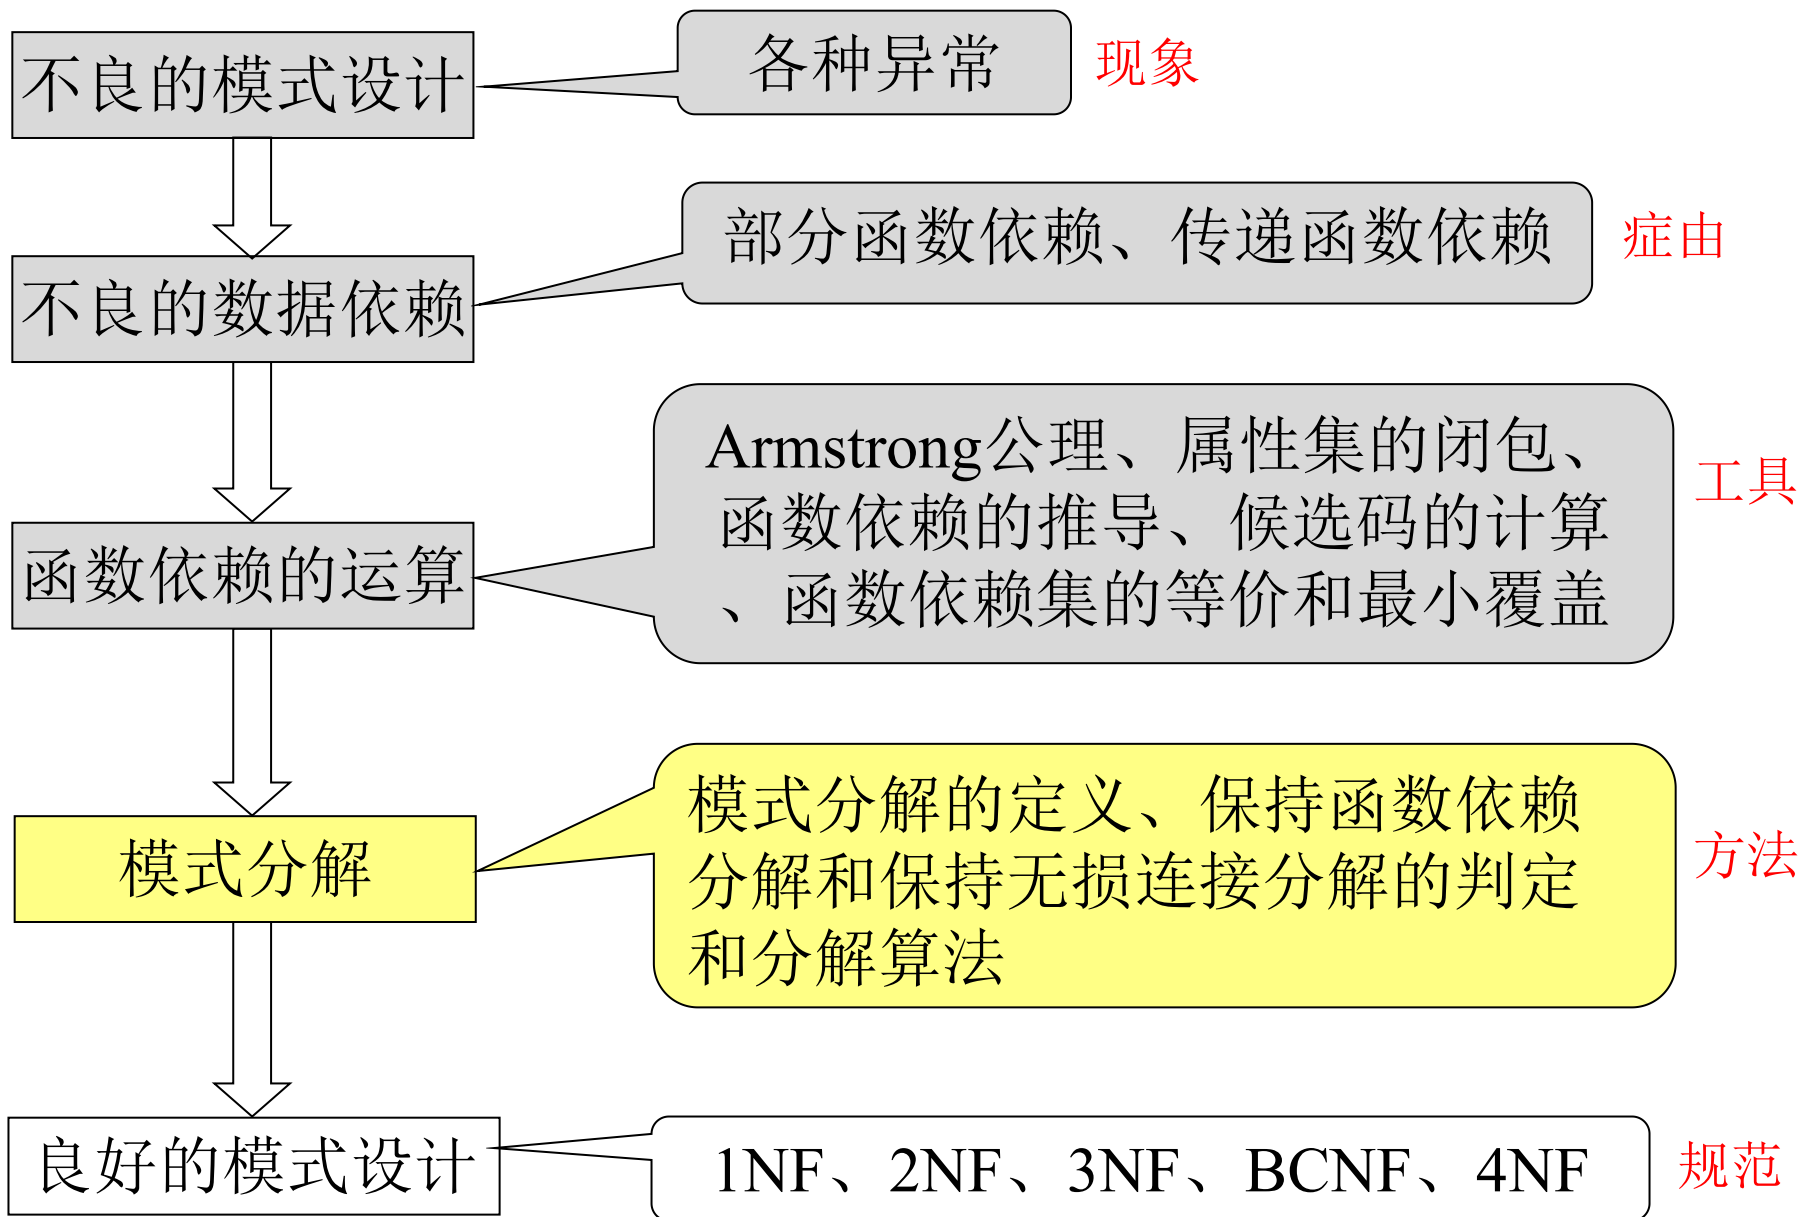 不良的模式设计
各种异常
现象
不良的数据依赖
部分函数依赖、传递函数依赖
症由
函数依赖的运算
Armstrong公理、属性集的闭包、
函数依赖的推导、候选码的计算
、函数依赖集的等价和最小覆盖
工具
模式分解
模式分解的定义、保持函数依赖
分解和保持无损连接分解的判定
和分解算法
方法
良好的模式设计
1NF、2NF、3NF、BCNF、4NF
规范